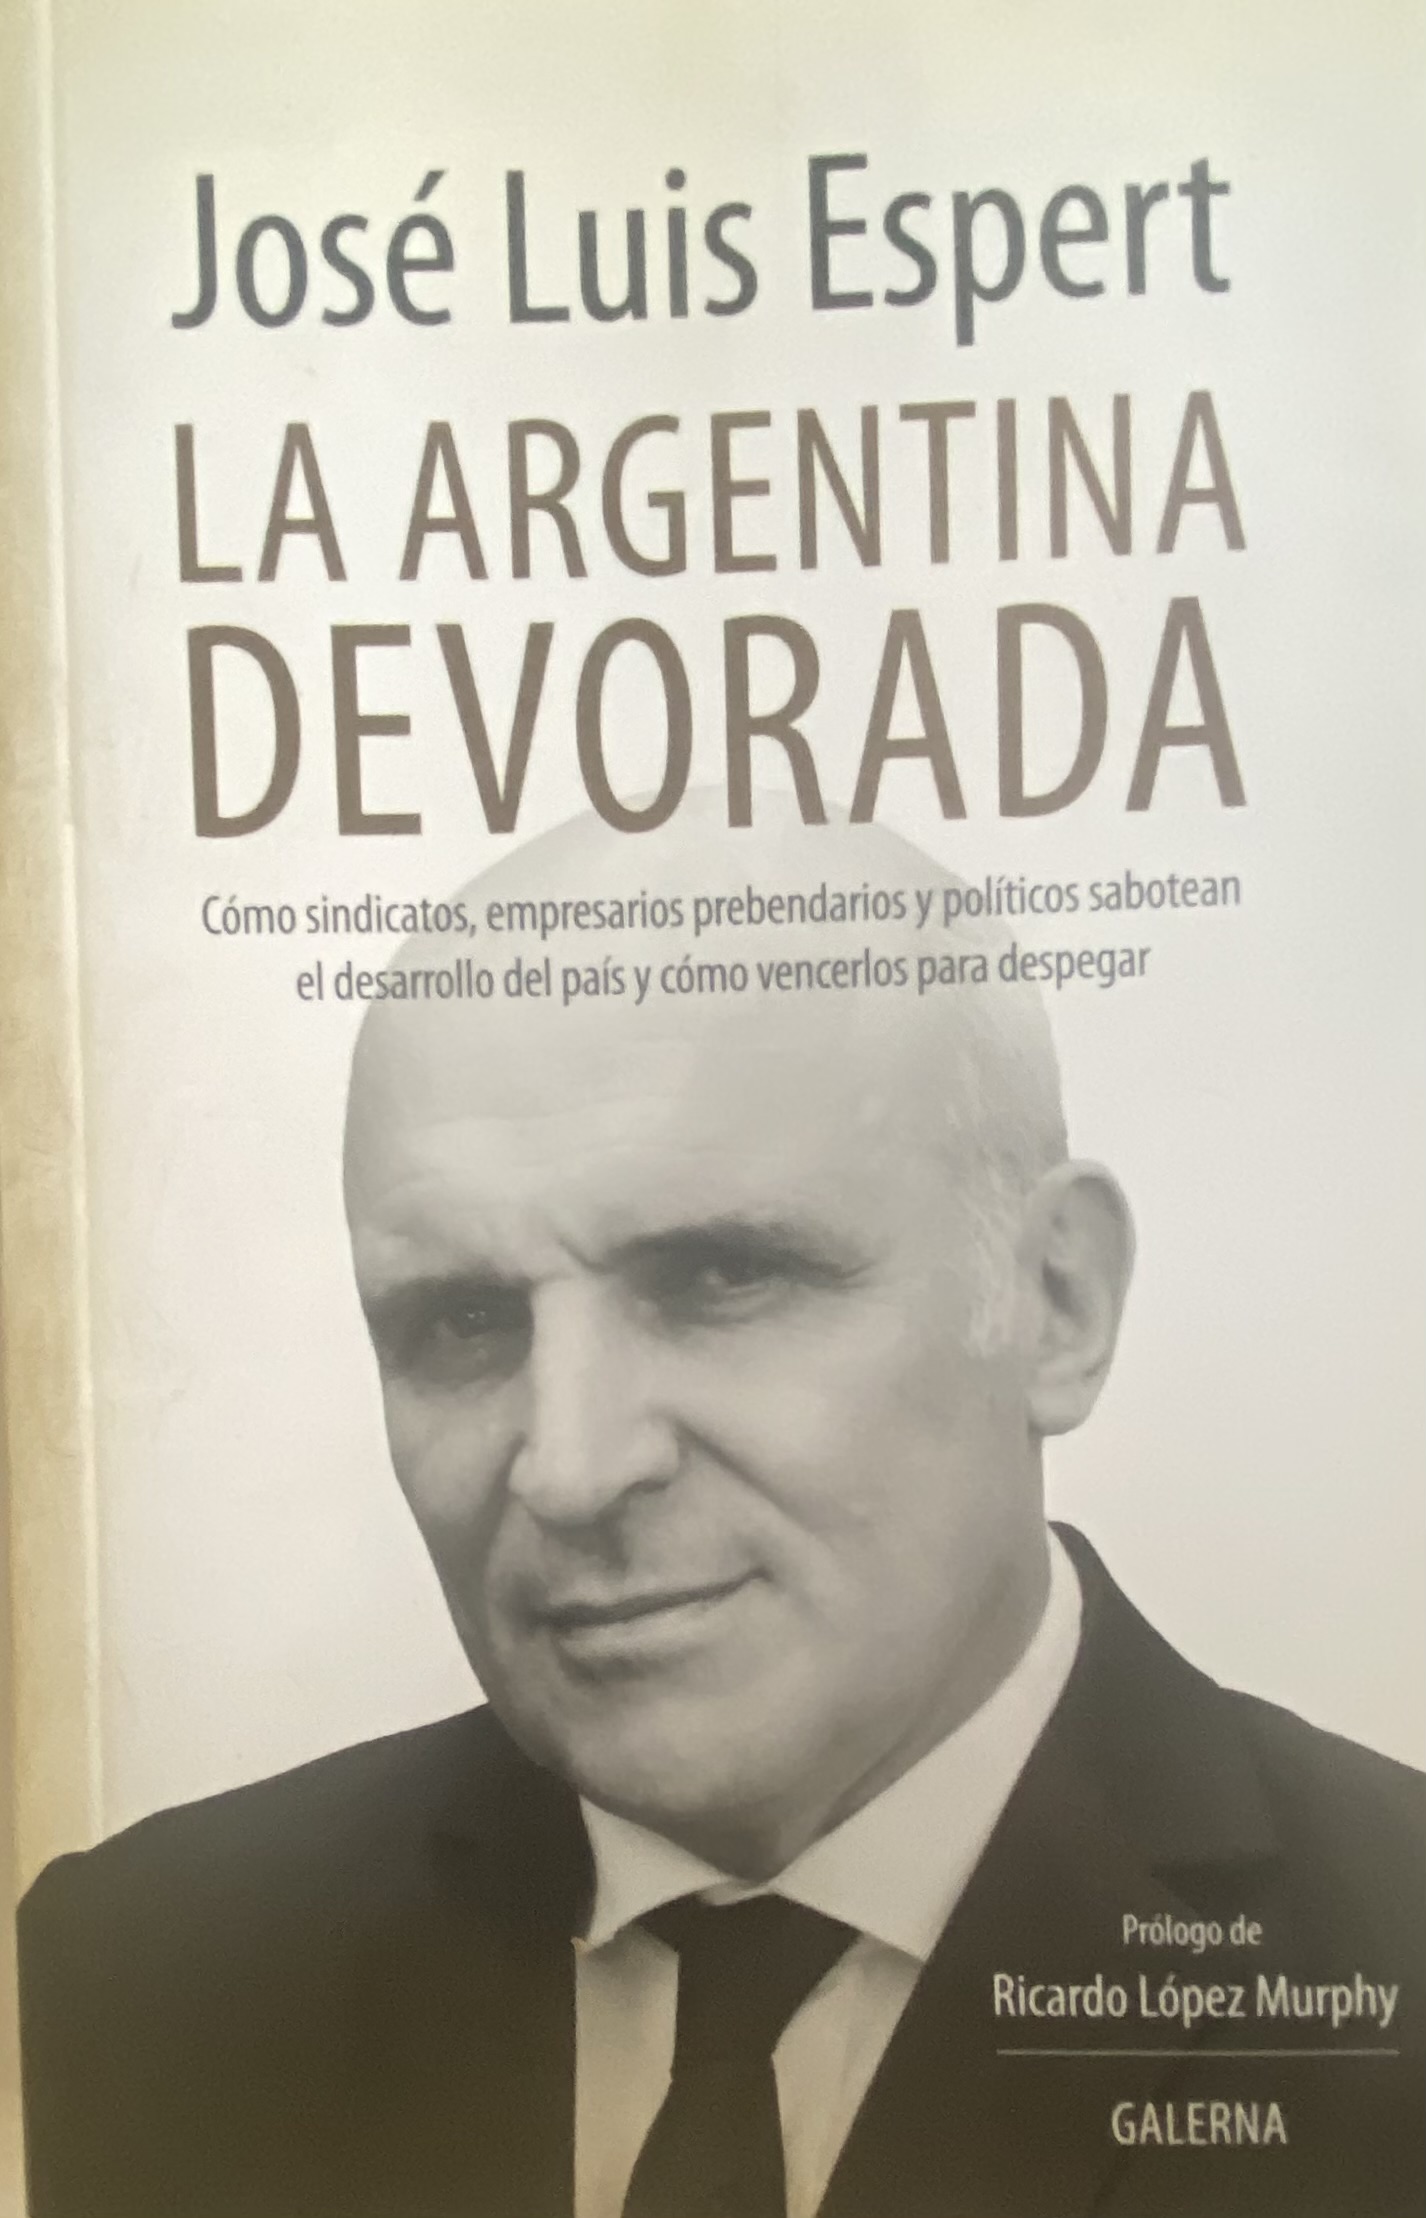 José Luis Espert
LA ARGENTINA
DEVORADA
Cómo sindicatos, empresarios prebendarios y políticos sabotean
el desarrollo del país y cómo vencerlos para despegar
Prólogo de
Ricardo López Murphy
GALERNA